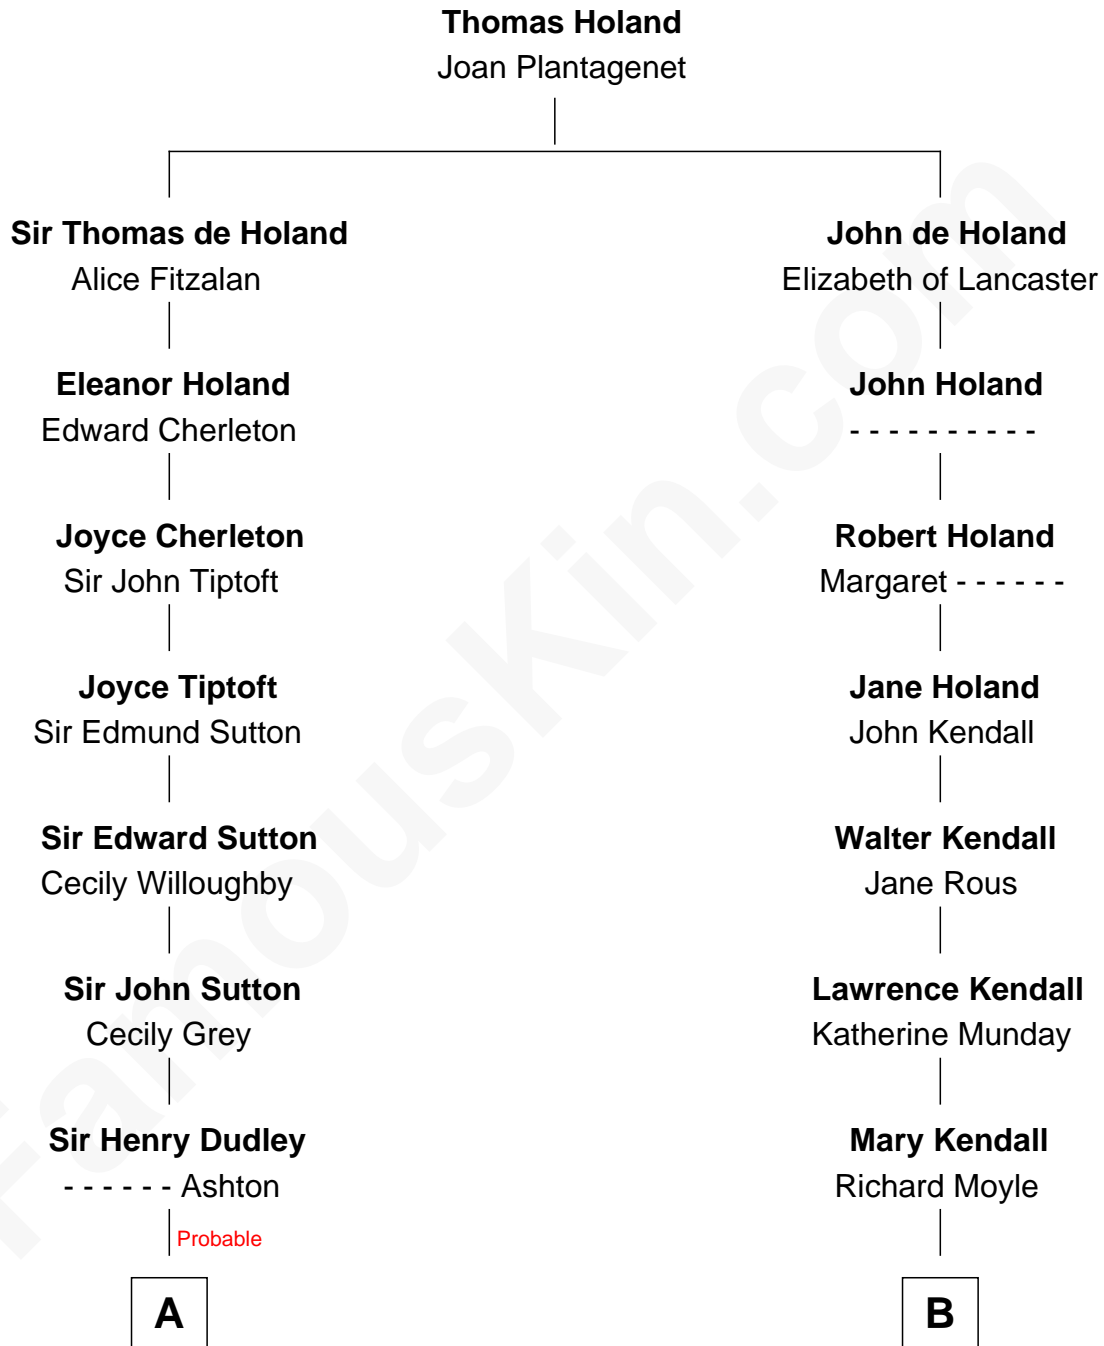 Thomas Holand
Joan Plantagenet
Sir Thomas de Holand
Alice Fitzalan
Eleanor Holand
Edward Cherleton
Joyce Cherleton
Sir John Tiptoft
Joyce Tiptoft
Sir Edmund Sutton
Sir Edward Sutton
Cecily Willoughby
Sir John Sutton
Cecily Grey
Sir Henry Dudley
- - - - - - Ashton
Probable
A
John de Holand
Elizabeth of Lancaster
John Holand
- - - - - - - - - -
Robert Holand
Margaret - - - - - -
Jane Holand
John Kendall
Walter Kendall
Jane Rous
Lawrence Kendall
Katherine Munday
Mary Kendall
Richard Moyle
B
FamousKin.com